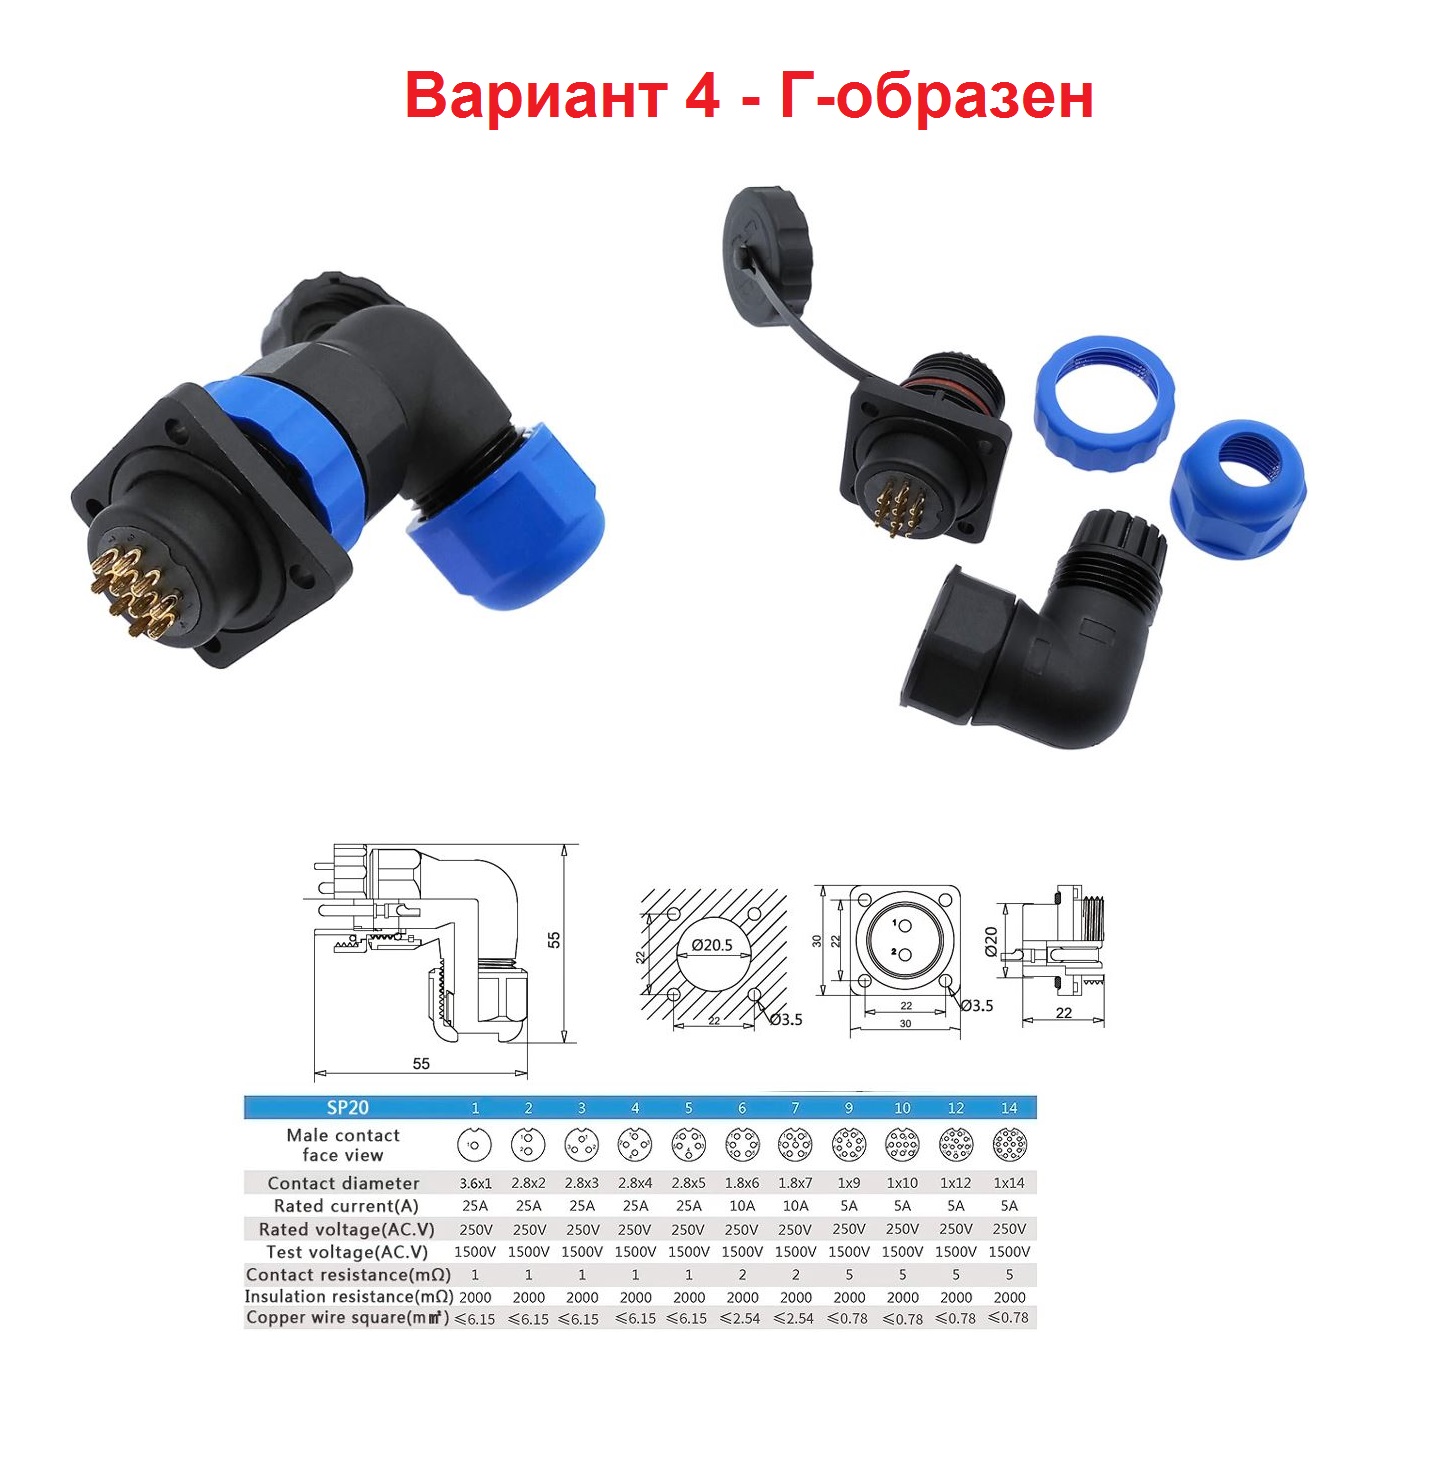 Вариант 4 - Г-образен
55
55
Ø20.5
22
22
Ø3.5
1
2
30
22
22
30
Ø3.5
Ø20
22
SP20 1 2 3 4 5 6 7 9 10 12 14
Male contact
face view
Contact diameter 3.6x1 2.8x2 2.8x3 2.8x4 2.8x5 1.8x6 1.8x7 1x9 1x10 1x12 1x14
Rated current(A) 25A 25A 25A 25A 25A 10A 10A 5A 5A 5A 5A
Rated voltage(AC.V) 250V 250V 250V 250V 250V 250V 250V 250V 250V 250V 250V
Test voltage(AC.V) 1500V 1500V 1500V 1500V 1500V 1500V 1500V 1500V 1500V 1500V 1500V
Contact resistance(mΩ) 1 1 1 1 1 2 2 5 5 5 5
Insulation resistance(mΩ) 2000 2000 2000 2000 2000 2000 2000 2000 2000 2000 2000
Copper wire square(m㎡) ≤6.15 ≤6.15 ≤6.15 ≤6.15 ≤6.15 ≤2.54 ≤2.54 ≤0.78 ≤0.78 ≤0.78 ≤0.78